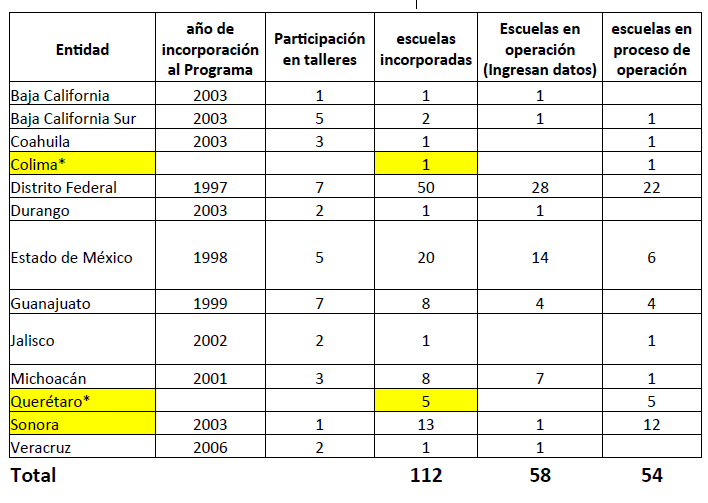 Entidad año de incorporación al Programa Participación en talleres escuelas incorporadas Escuelas en operación (Ingresan datos) escuelas en proceso de operación
Baja California 2003 1 1 1
Baja California Sur 2003 5 2 1 1
Coahuila 2003 3 1 1
Colima* 1 1
Distrito Federal 1997 7 50 28 22
Durango 2003 2 1 1
Estado de México 1998 5 20 14 6
Guanajuato 1999 7 8 4 4
Jalisco 2002 2 1 1
Michoacán 2001 3 8 7 1
Querétaro* 5 5
Sonora 2003 1 13 1 12
Veracruz 2006 2 1 1
Total 112 58 54